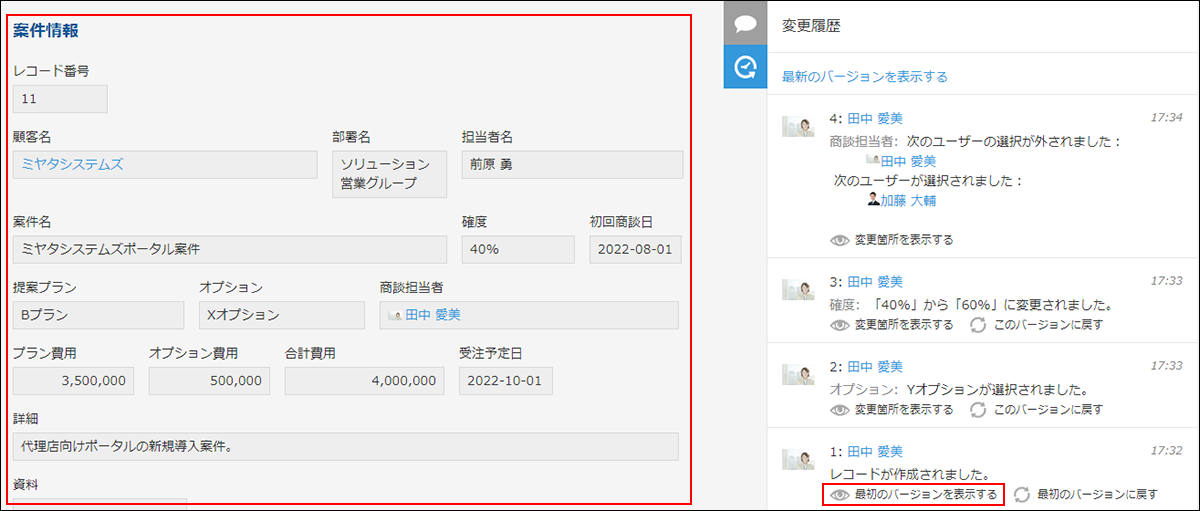 案件情報
レコード番号
11
顧客名 部署名 担当者名
ミヤタシステムズ ソリューション営業グループ 前原 勇
案件名 確度 初回商談日
ミヤタシステムズポータル案件 40% 2022-08-01
提案プラン オプション 商談担当者
Bプラン Xオプション 田中 愛美
プラン費用 オプション費用 合計費用 受注予定日
3,500,000 500,000 4,000,000 2022-10-01
詳細
代理店向けポータルの新規導入案件。
資料
変更履歴
最新のバージョンを表示する
4: 田中 愛美 17:34
商談担当者: 次のユーザーの選択が外されました：
田中 愛美
次のユーザーが選択されました：
加藤 大輔
変更箇所を表示する
3: 田中 愛美 17:33
確度: 「40%」から「60%」に変更されました。
変更箇所を表示する このバージョンに戻す
2: 田中 愛美 17:33
オプション: Yオプションが選択されました。
変更箇所を表示する このバージョンに戻す
1: 田中 愛美 17:32
レコードが作成されました。
最初のバージョンを表示する 最初のバージョンに戻す